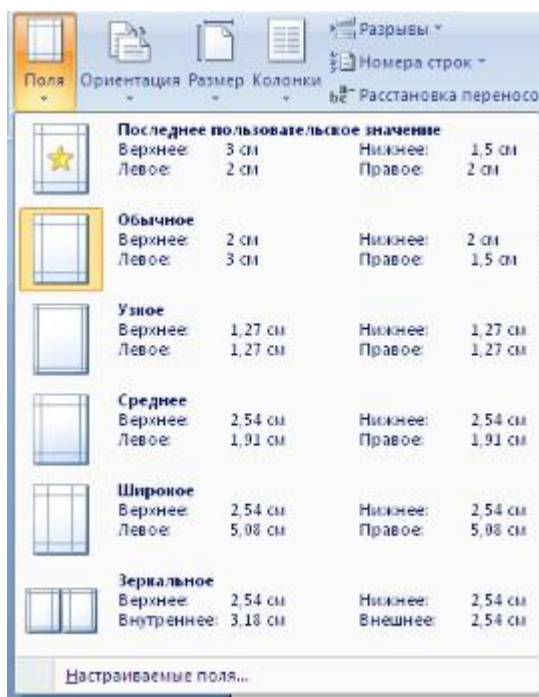 Поля Ориентация Размер Колонки
Разрывы
Номера строк
Расстановка переносо
Последнее пользовательское значение
Верхнее: 3 см Нижнее: 1,5 см
Левое: 2 см Правое: 2 см
Обычное
Верхнее: 2 см Нижнее: 2 см
Левое: 3 см Правое: 1,5 см
Узкое
Верхнее: 1,27 см Нижнее: 1,27 см
Левое: 1,27 см Правое: 1,27 см
Среднее
Верхнее: 2,54 см Нижнее: 2,54 см
Левое: 1,91 см Правое: 1,91 см
Широкое
Верхнее: 2,54 см Нижнее: 2,54 см
Левое: 5,08 см Правое: 5,08 см
Зеркальное
Верхнее: 2,54 см Нижнее: 2,54 см
Внутреннее: 3,18 см Внешнее: 2,54 см
Настраиваемые поля...